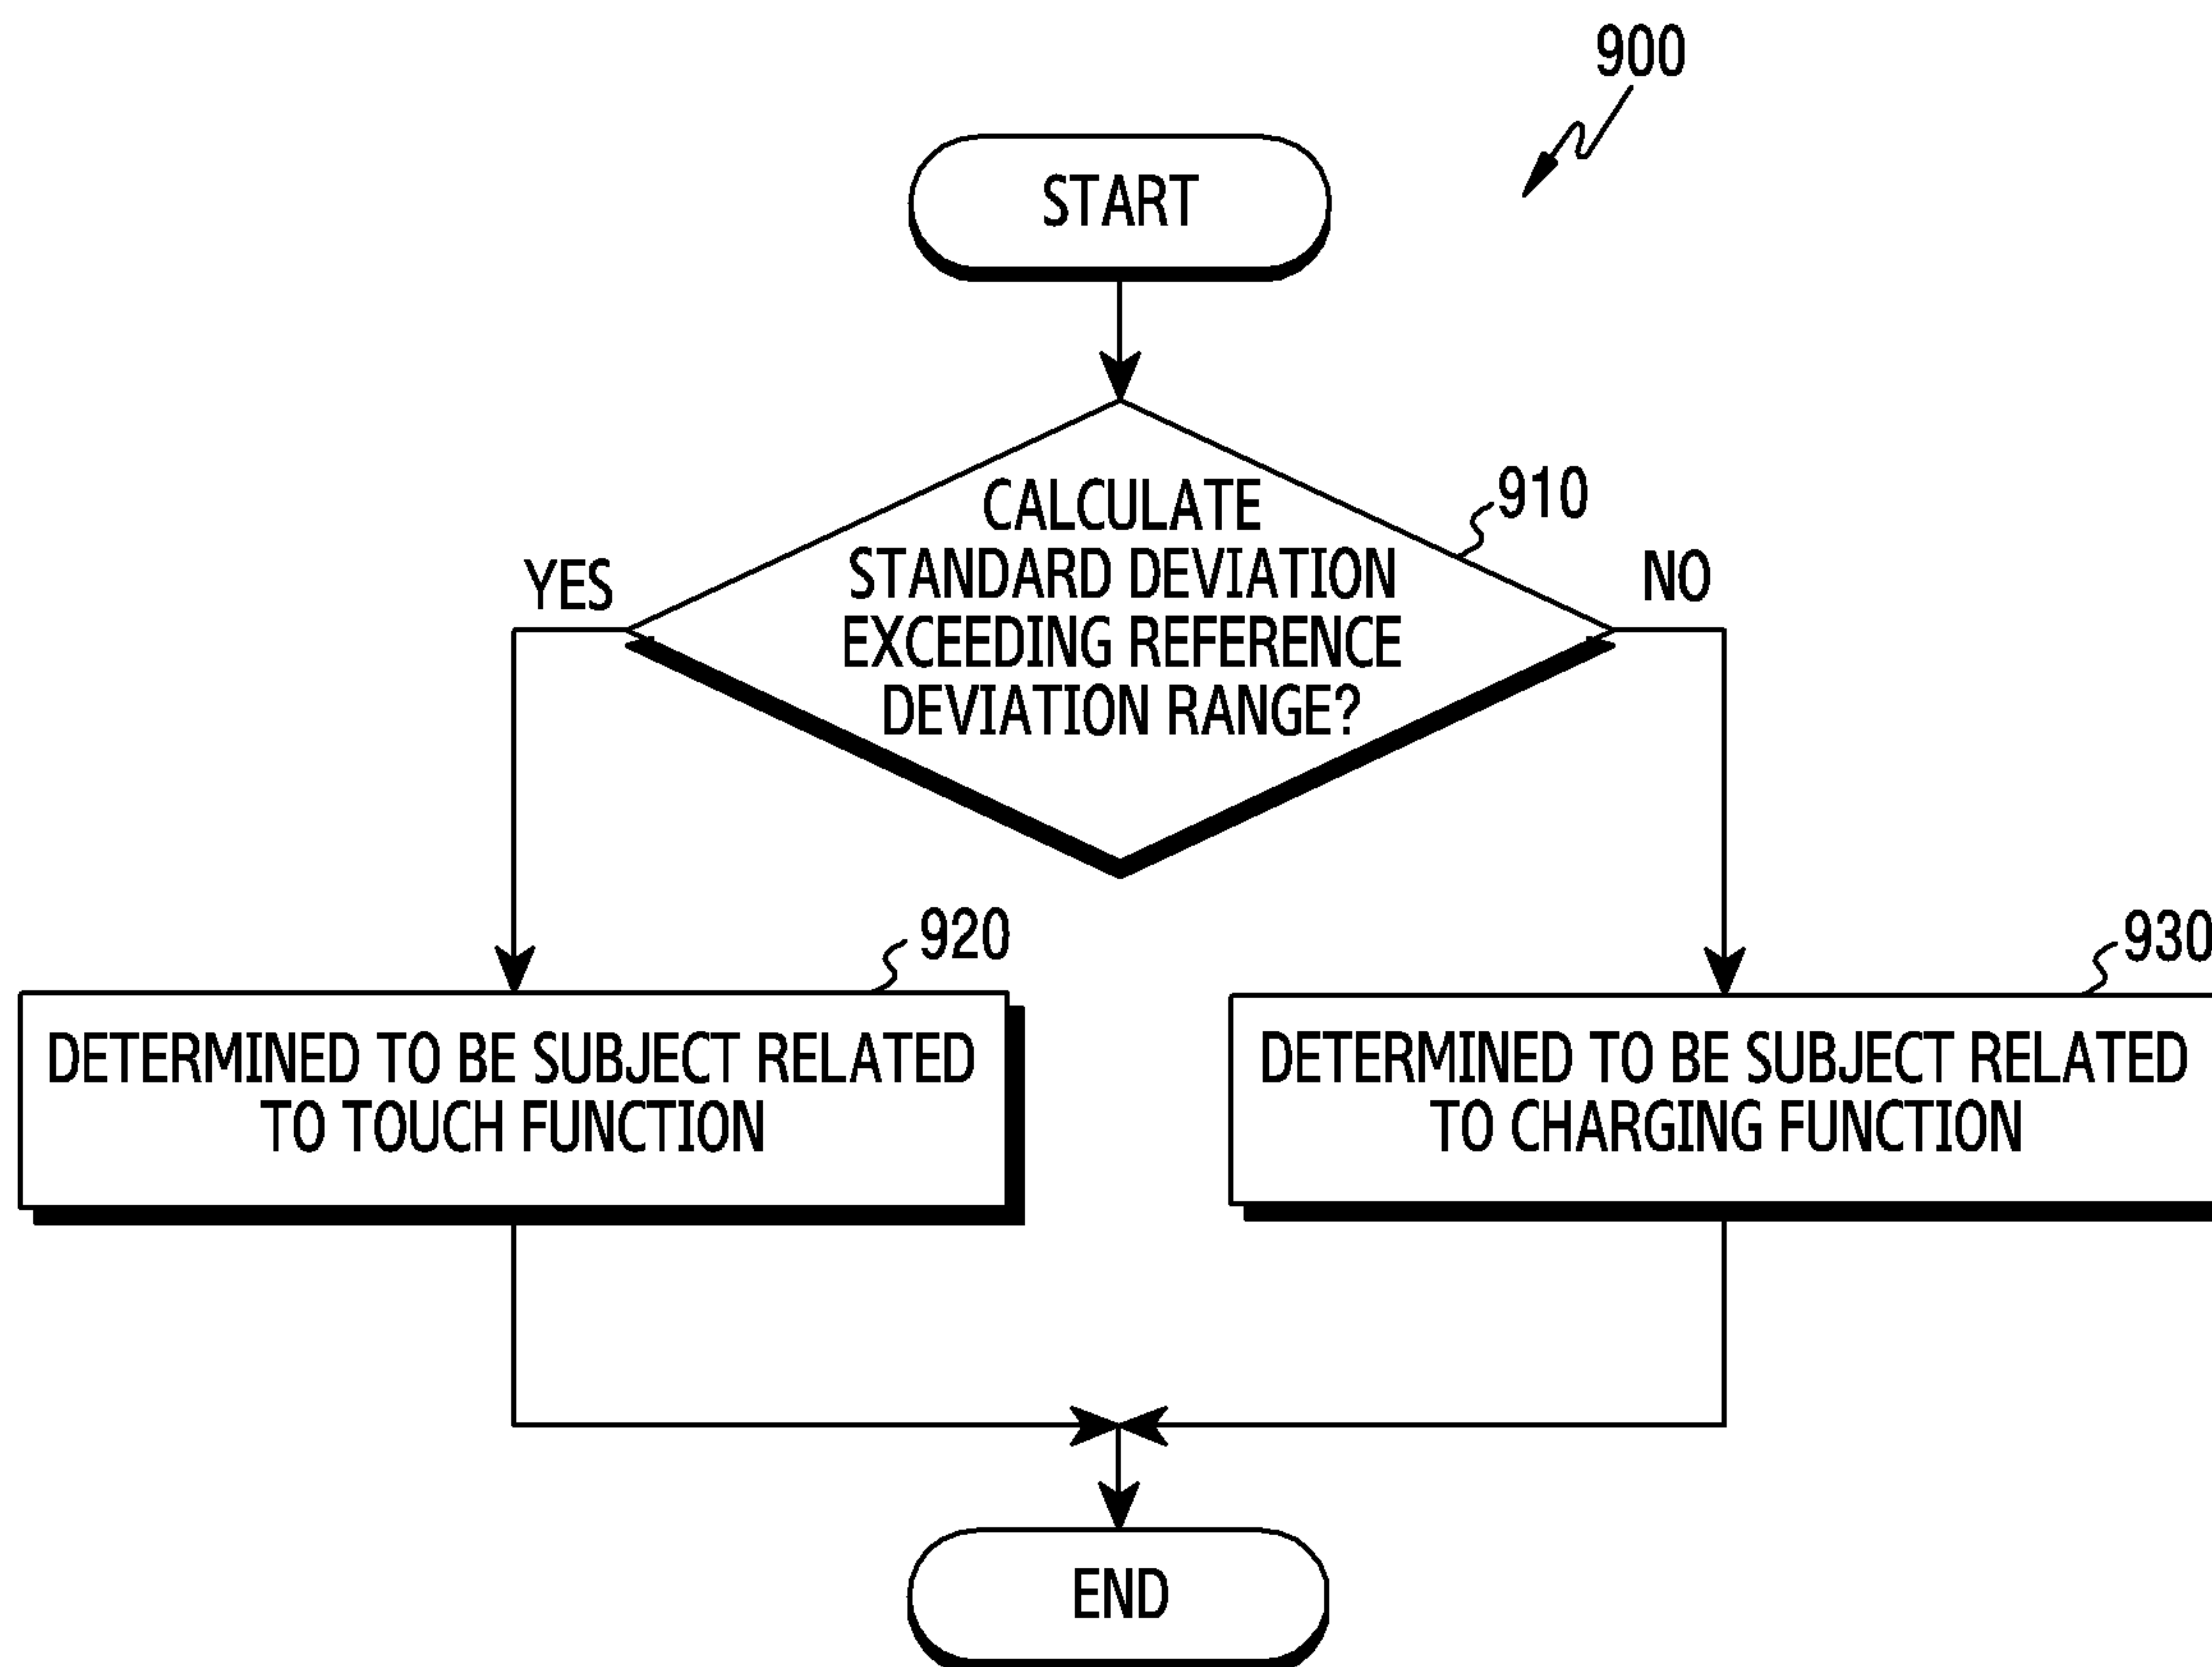 900
START
CALCULATE
STANDARD DEVIATION
EXCEEDING REFERENCE
DEVIATION RANGE?
910
YES
NO
920
930
DETERMINED TO BE SUBJECT RELATED
TO TOUCH FUNCTION
DETERMINED TO BE SUBJECT RELATED
TO CHARGING FUNCTION
END